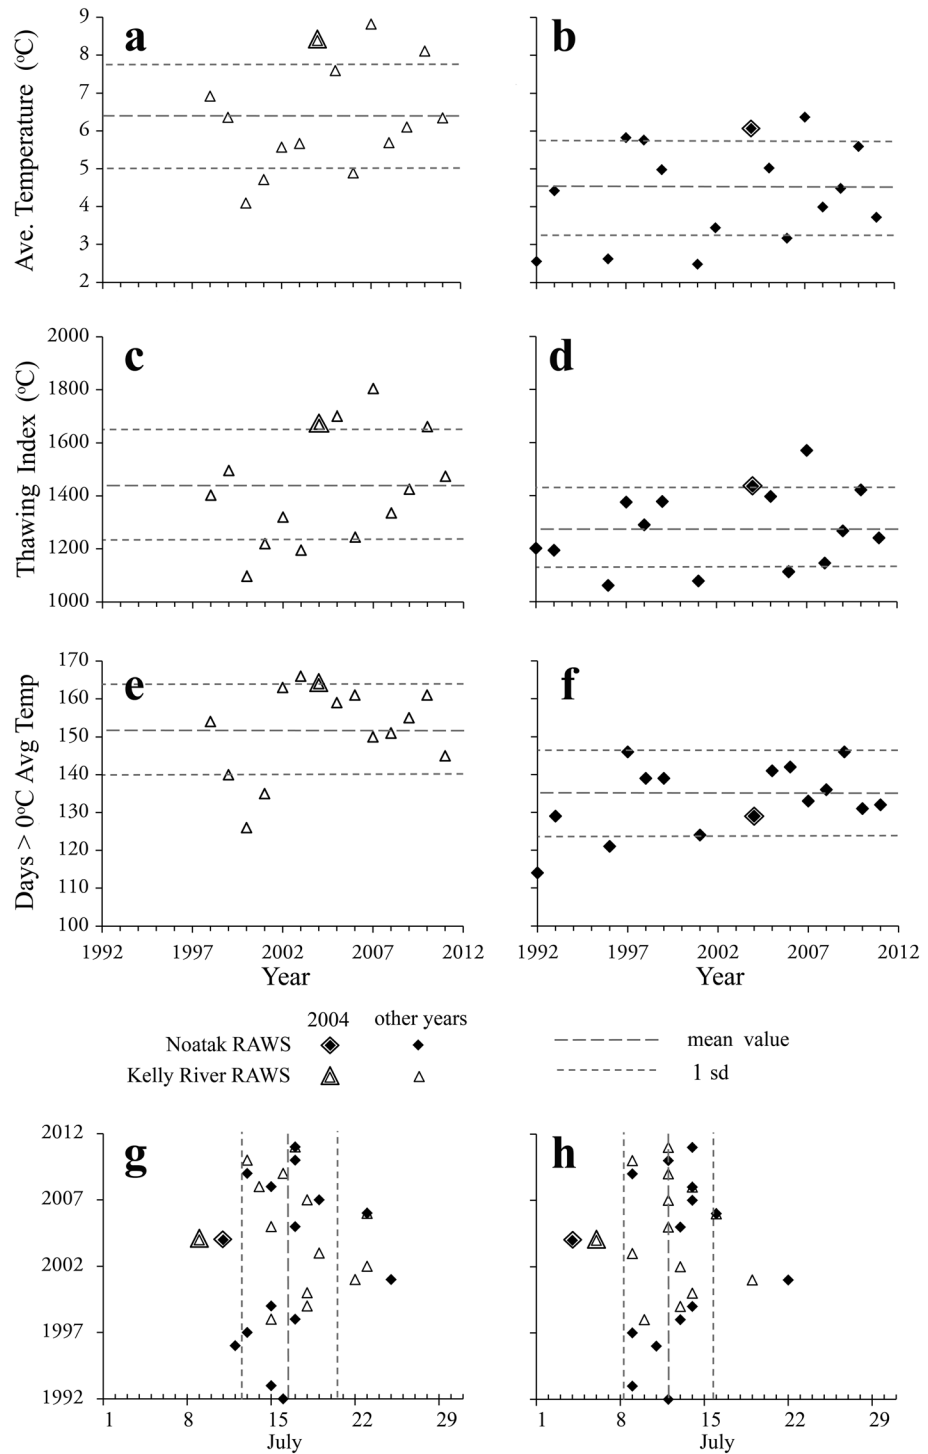 a
b
Ave. Temperature (ºC)
9
8
7
6
5
4
3
2
c
d
Thawing Index (ºC)
2000
1800
1600
1400
1200
1000
e
f
Days > 0ºC Avg Temp
170
160
150
140
130
120
110
100
1992 1997 2002 2007 2012
1992 1997 2002 2007 2012
Year
Year
2004 other years
Noatak RAWS
Kelly River RAWS
mean value
1 sd
g
h
2012
2007
2002
1997
1992
1 8 15 22 29
1 8 15 22 29
July
July